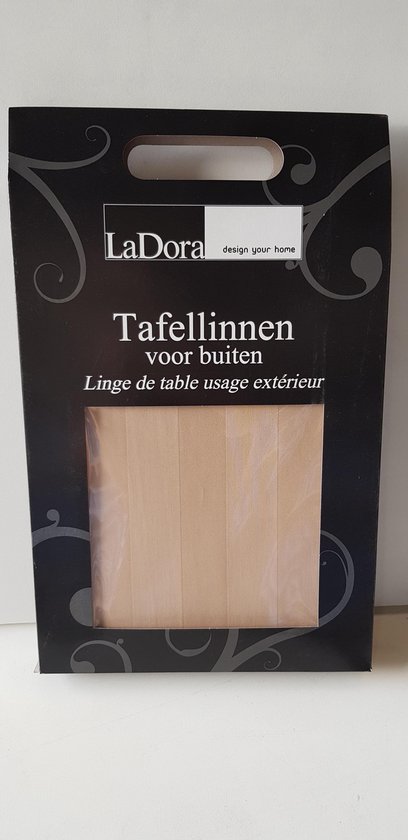 LaDora
design your home
Tafellinnen
voor buiten
Linge de table usage extérieur